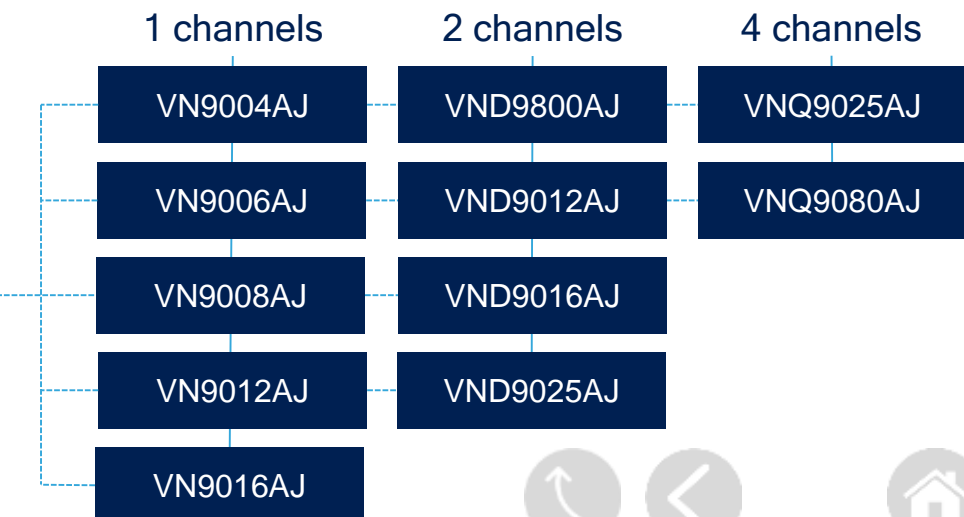 1 channels 2 channels 4 channels
VN9004AJ VND9800AJ VNQ9025AJ
VN9006AJ VND9012AJ VNQ9080AJ
VN9008AJ VND9016AJ
VN9012AJ VND9025AJ
VN9016AJ